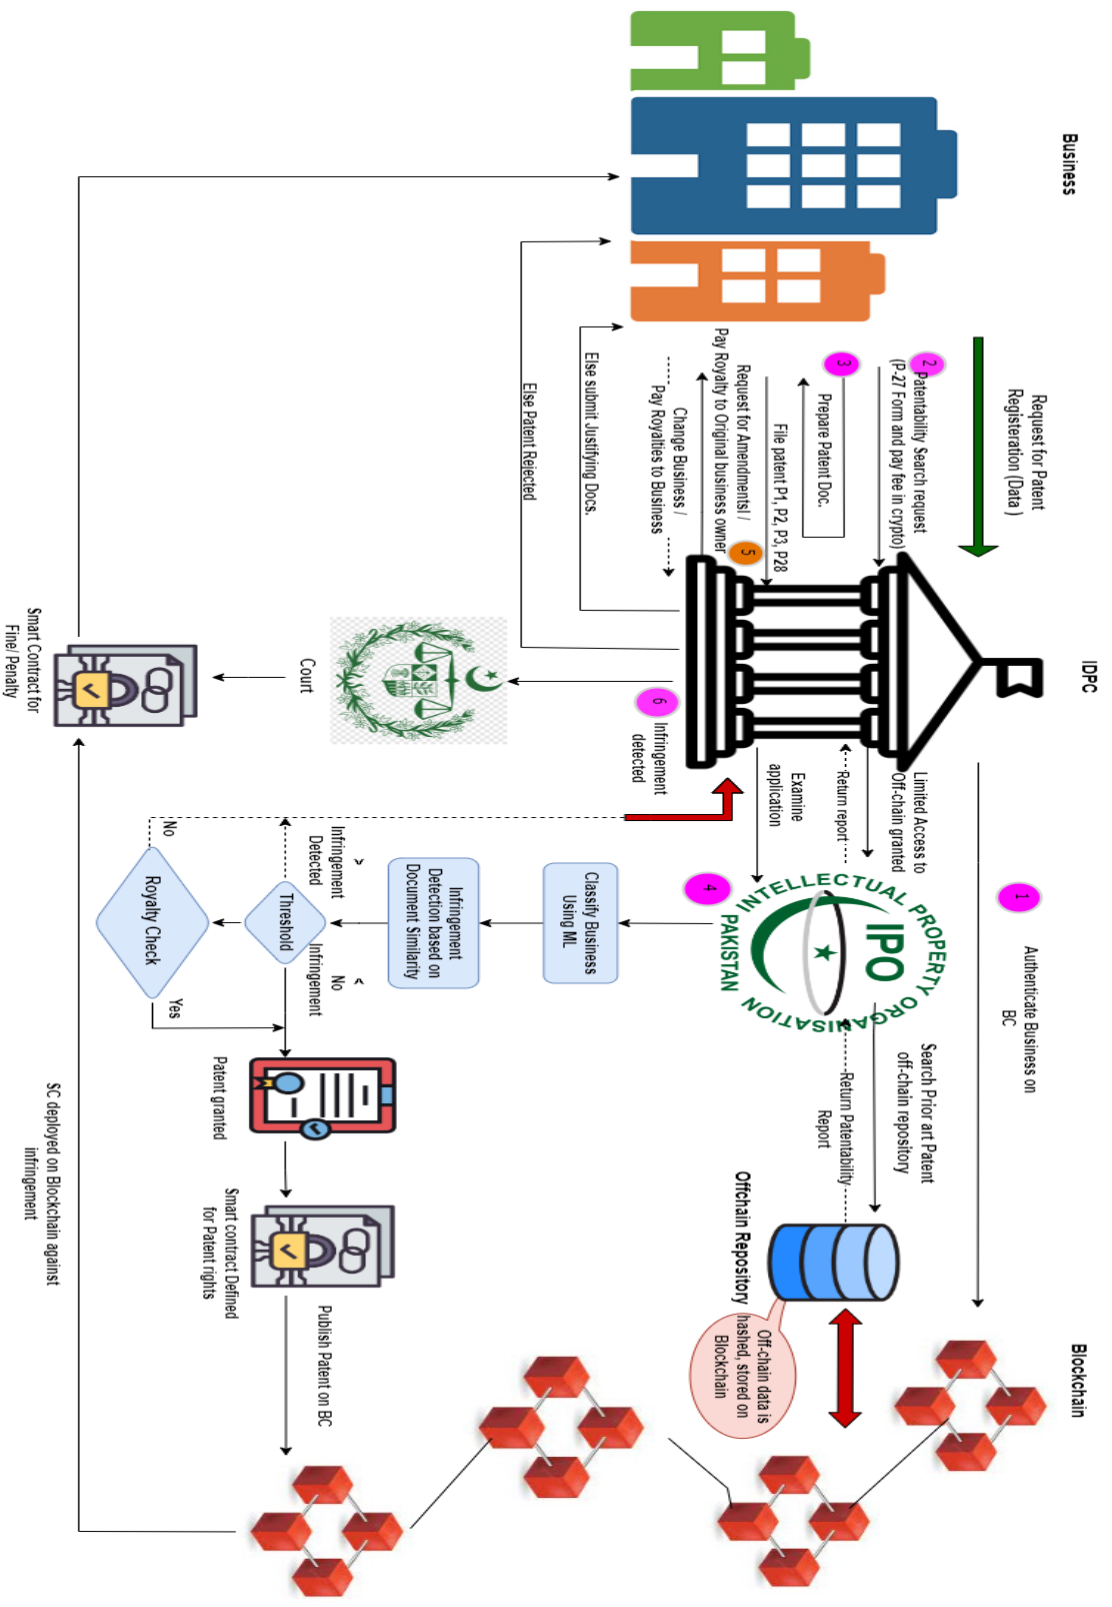 Business
IDPC
Blockchain
Request for Patent
Registeration (Data )
2
Patentability Search request
(P-27 Form and pay fee in crypto)
3
Prepare Patent Doc.
File patent P1, P2, P3, P28
5
Request for Amendmentsl /
Pay Royalty to Original business owner
Change Business /
Pay Royalties to Business
Else submit Justifying Docs.
Else Patent Rejected
1
Authenticate Business on
BC
Limited Access to
Off-chain granted
Return report
Examine
application
4
INTELLECTUAL PROPERTY ORGANISATION
PAKISTAN
IPO
Search Prior art Patent
off-chain repository
Return Patentability
Report
Offchain Repository
Off-chain data is
hashed, stored on
Blockchain
6
Infringement
detected
Court
Smart Contract for
Fine/ Penalty
Classify Business
Using ML
Infringement
Detection based on
Document Similarity
>
Infringement
Detected
Threshold
<
No
Infringement
No
Royalty Check
Yes
Patent granted
Smart contract Defined
for Patent rights
Publish Patent on BC
SC deployed on Blockchain against
infringement